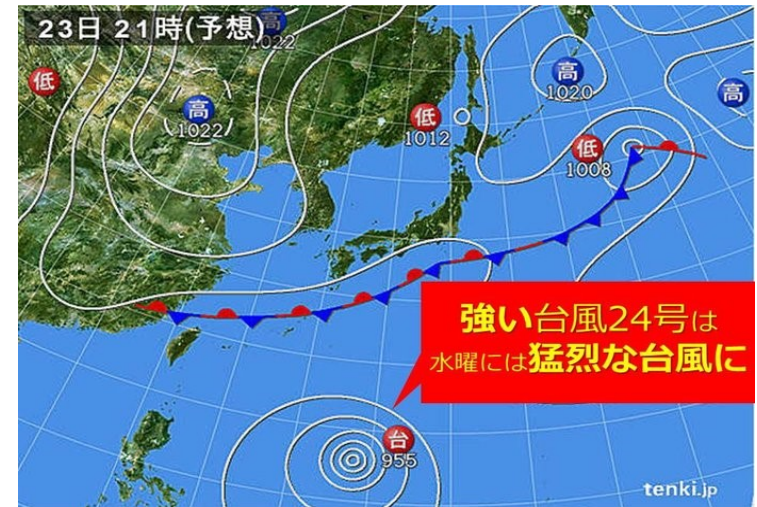 23日 21時(予想)
高
1022
低
高
1022
低
1012
高
1020
高
低
1008
強い台風24号は
水曜には猛烈な台風に
台
955
tenki.jp